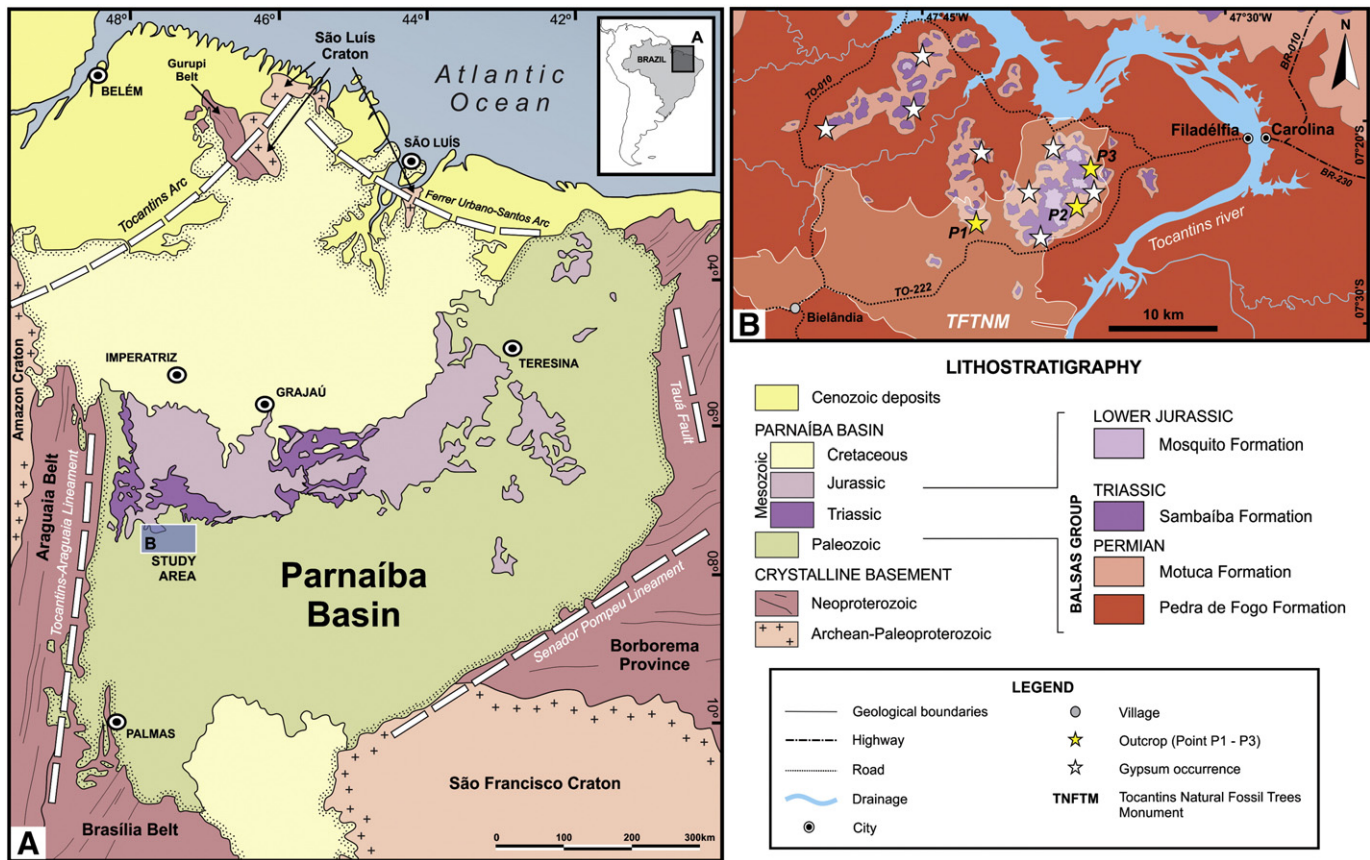 48°
46°
44°
42°
São Luís
Craton
Gurupi
Belt
BELÉM
Atlantic
Ocean
A
BRAZIL
SÃO LUÍS
Tocantins Arc
Ferrer Urbano-Santos Arc
04°
IMPERATRIZ
TERESINA
GRAJAÚ
Amazon Craton
Tauá Fault
06°
Araguaia Belt
Tocantins-Araguaia Lineament
B
STUDY
AREA
08°
Parnaíba
Basin
Senador Pompeu Lineament
Borborema
Province
10°
PALMAS
São Francisco Craton
Brasília Belt
0 100 200 300km
A
47°45'W
47°30'W
N
TO-010
BR-010
Filadélfia
Carolina
07°20'S
P3
BR-230
P2
P1
Tocantins river
TO-222
07°30'S
Bielândia
TFTNM
10 km
B
LITHOSTRATIGRAPHY
Cenozoic deposits
PARNAÍBA BASIN
Mesozoic
Cretaceous
Jurassic
Triassic
Paleozoic
CRYSTALLINE BASEMENT
Neoproterozoic
Archean-Paleoproterozoic
LOWER JURASSIC
Mosquito Formation
BALSAS GROUP
TRIASSIC
Sambaíba Formation
PERMIAN
Motuca Formation
Pedra de Fogo Formation
LEGEND
Geological boundaries
Highway
Road
Drainage
City
Village
Outcrop (Point P1 - P3)
Gypsum occurrence
TNFTM Tocantins Natural Fossil Trees
Monument